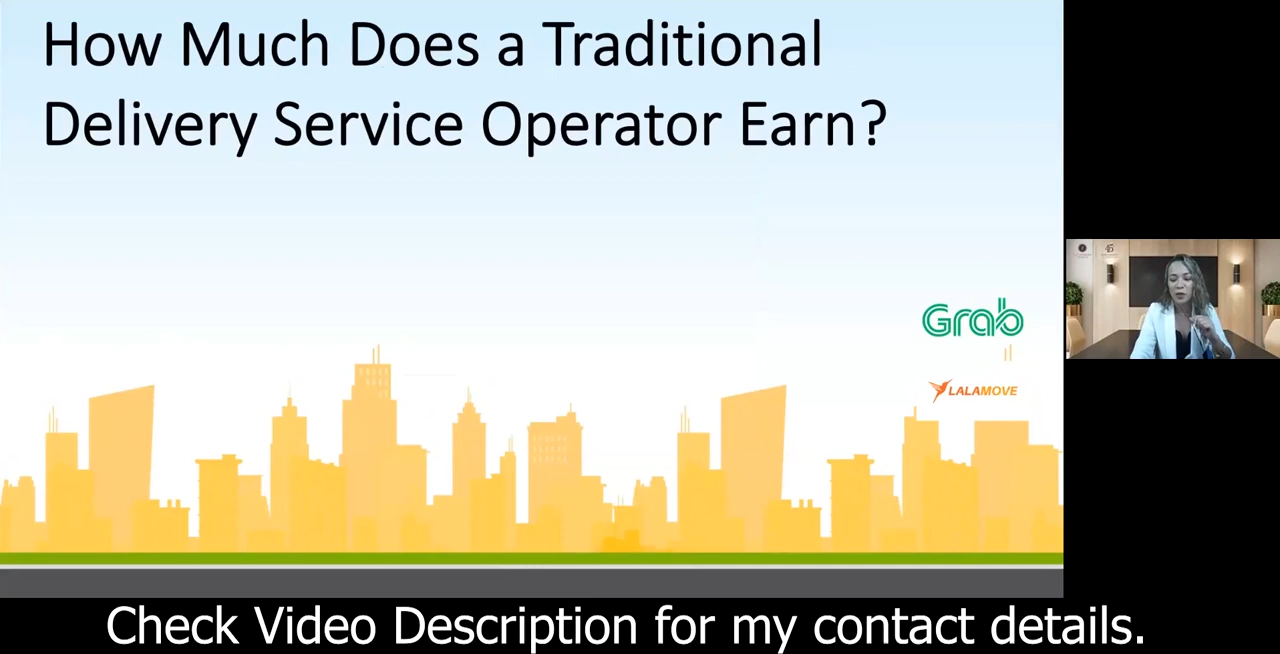 How Much Does a Traditional
Delivery Service Operator Earn?
Grab
LALAMOVE
Check Video Description for my contact details.